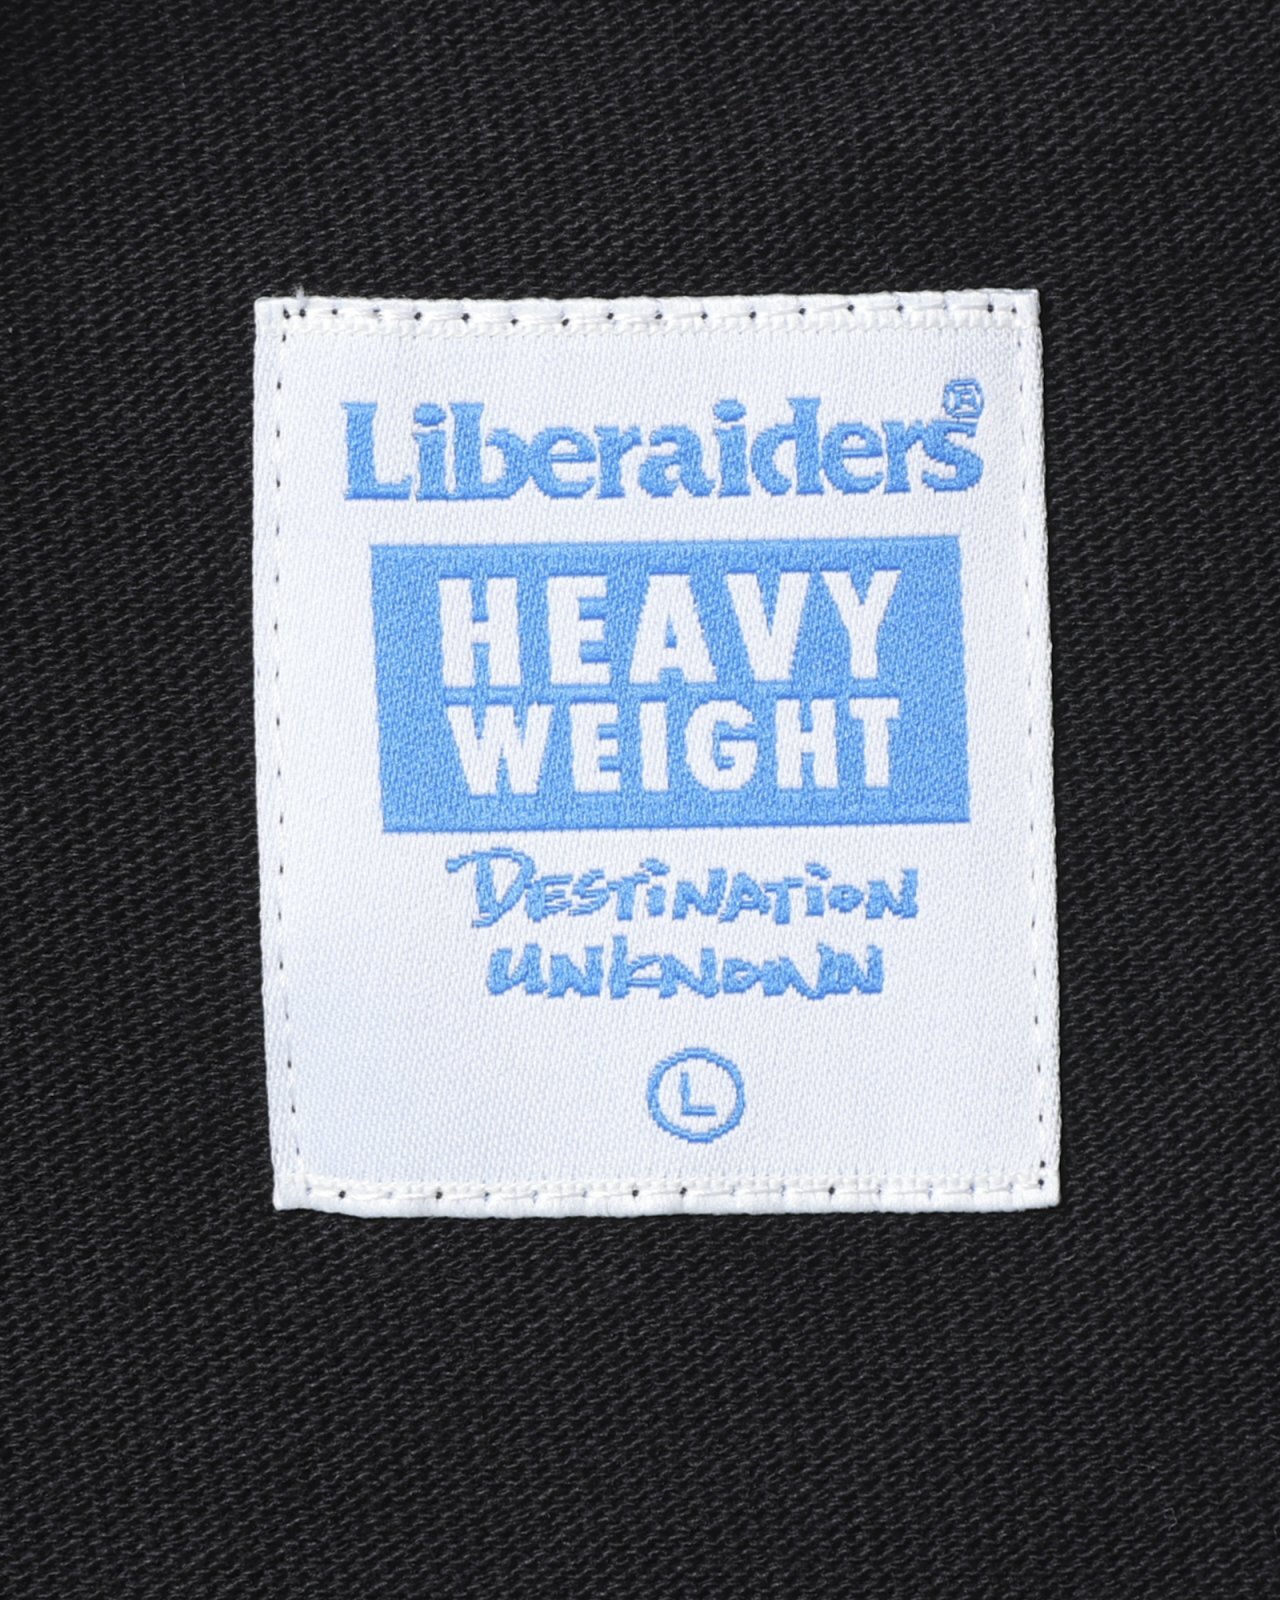 Liberaiders®
HEAVY
WEIGHT
DESTiNATiON
UNKNOWN
L